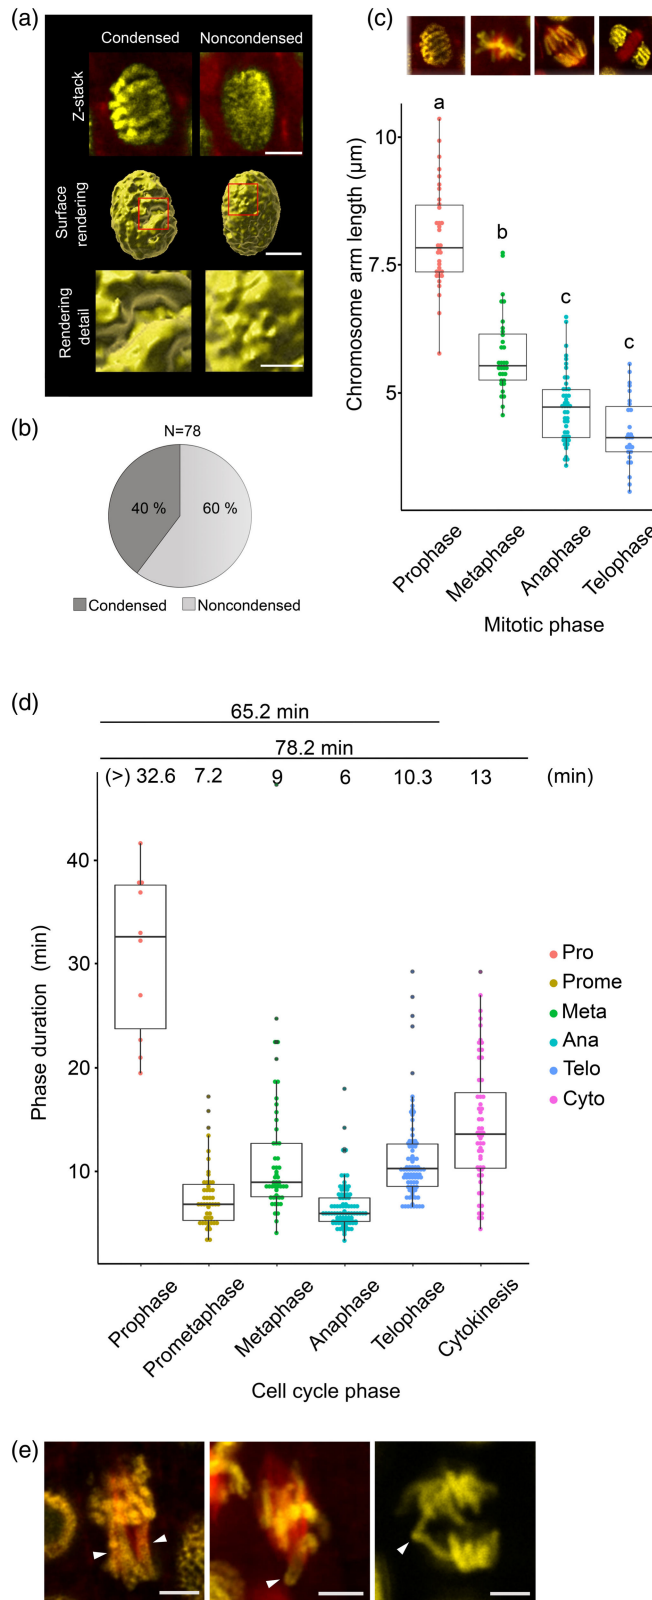 (a)
Condensed
Noncondensed
Z-stack
Surface
rendering
Rendering
detail
(b)
N=78
40 %
60 %
Condensed
Noncondensed
(c)
a
b
c
c
10
7.5
5
Chromosome arm length (μm)
Prophase
Metaphase
Anaphase
Telophase
Mitotic phase
(d)
65.2 min
78.2 min
(>) 32.6 7.2 9 6 10.3 13 (min)
40
30
20
10
Phase duration (min)
Pro
Prome
Meta
Ana
Telo
Cyto
Prophase
Prometaphase
Metaphase
Anaphase
Telophase
Cytokinesis
Cell cycle phase
(e)